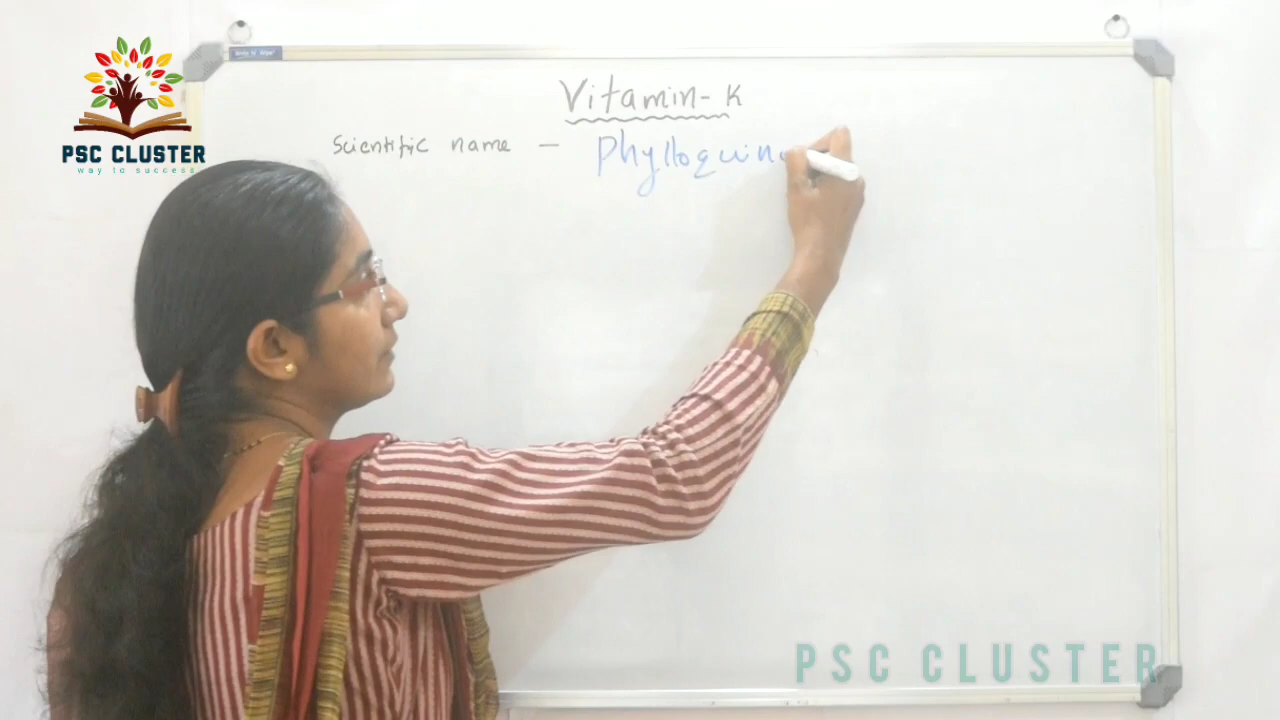 PSC CLUSTER
way to success
Vitamin-K
Scientific name - Phylloquin
PSC CLUSTER